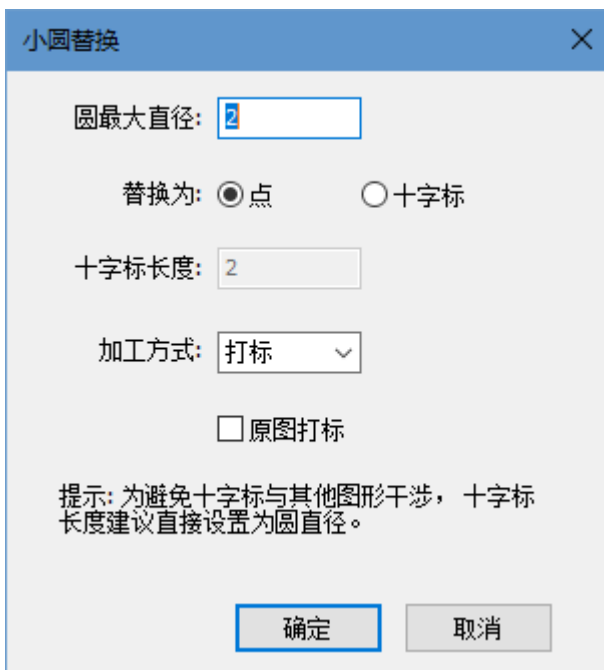 小圆替换
圆最大直径: 2
替换为: 点 十字标
十字标长度: 2
加工方式: 打标
原图打标
提示: 为避免十字标与其他图形干涉， 十字标
长度建议直接设置为圆直径。
确定 取消